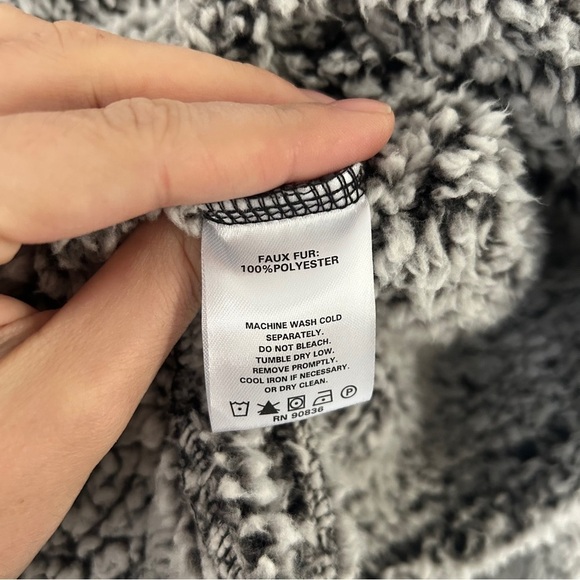 FAUX FUR:
100%POLYESTER
MACHINE WASH COLD
SEPARATELY.
DO NOT BLEACH.
TUMBLE DRY LOW.
REMOVE PROMPTLY.
COOL IRON IF NECESSARY.
OR DRY CLEAN.
P
RN 90836